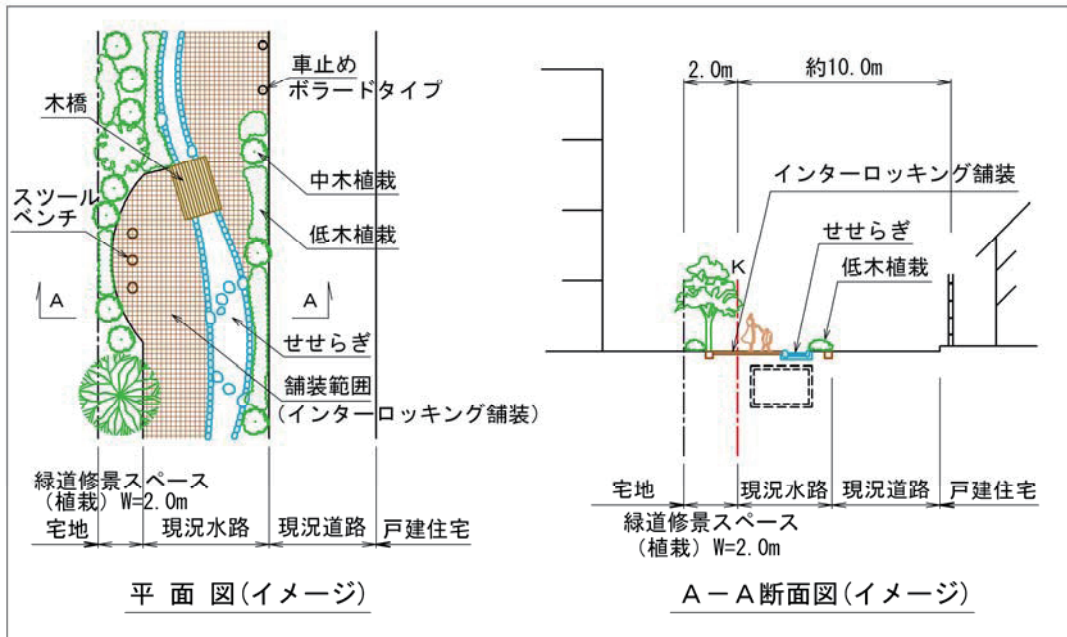 車止め
ボラードタイプ
木橋
中木植栽
スツール
ベンチ
低木植栽
A
A
せせらぎ
舗装範囲
(インターロッキング舗装)
緑道修景スペース
(植栽) W=2.0m
宅地
現況水路
現況道路
戸建住宅
平 面 図(イメージ)
2.0m
約10.0m
インターロッキング舗装
せせらぎ
低木植栽
K
宅地
現況水路
現況道路
戸建住宅
緑道修景スペース
(植栽) W=2.0m
A-A断面図(イメージ)